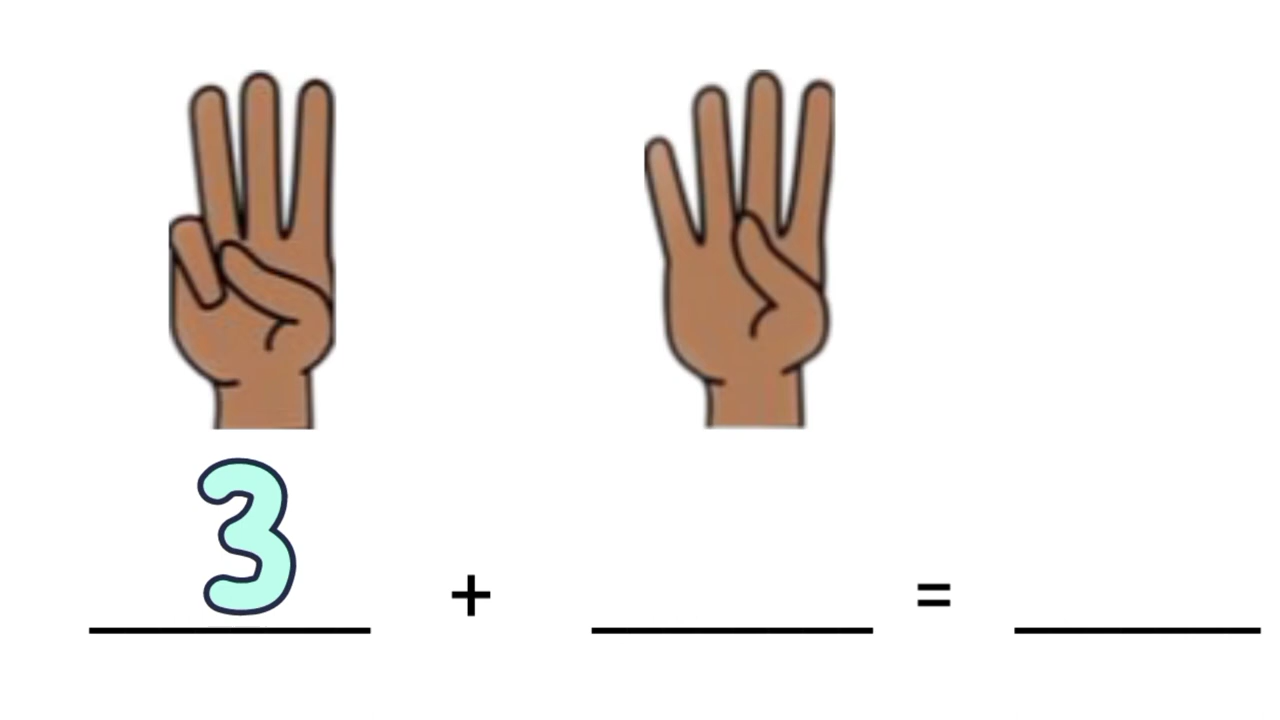 3 + =